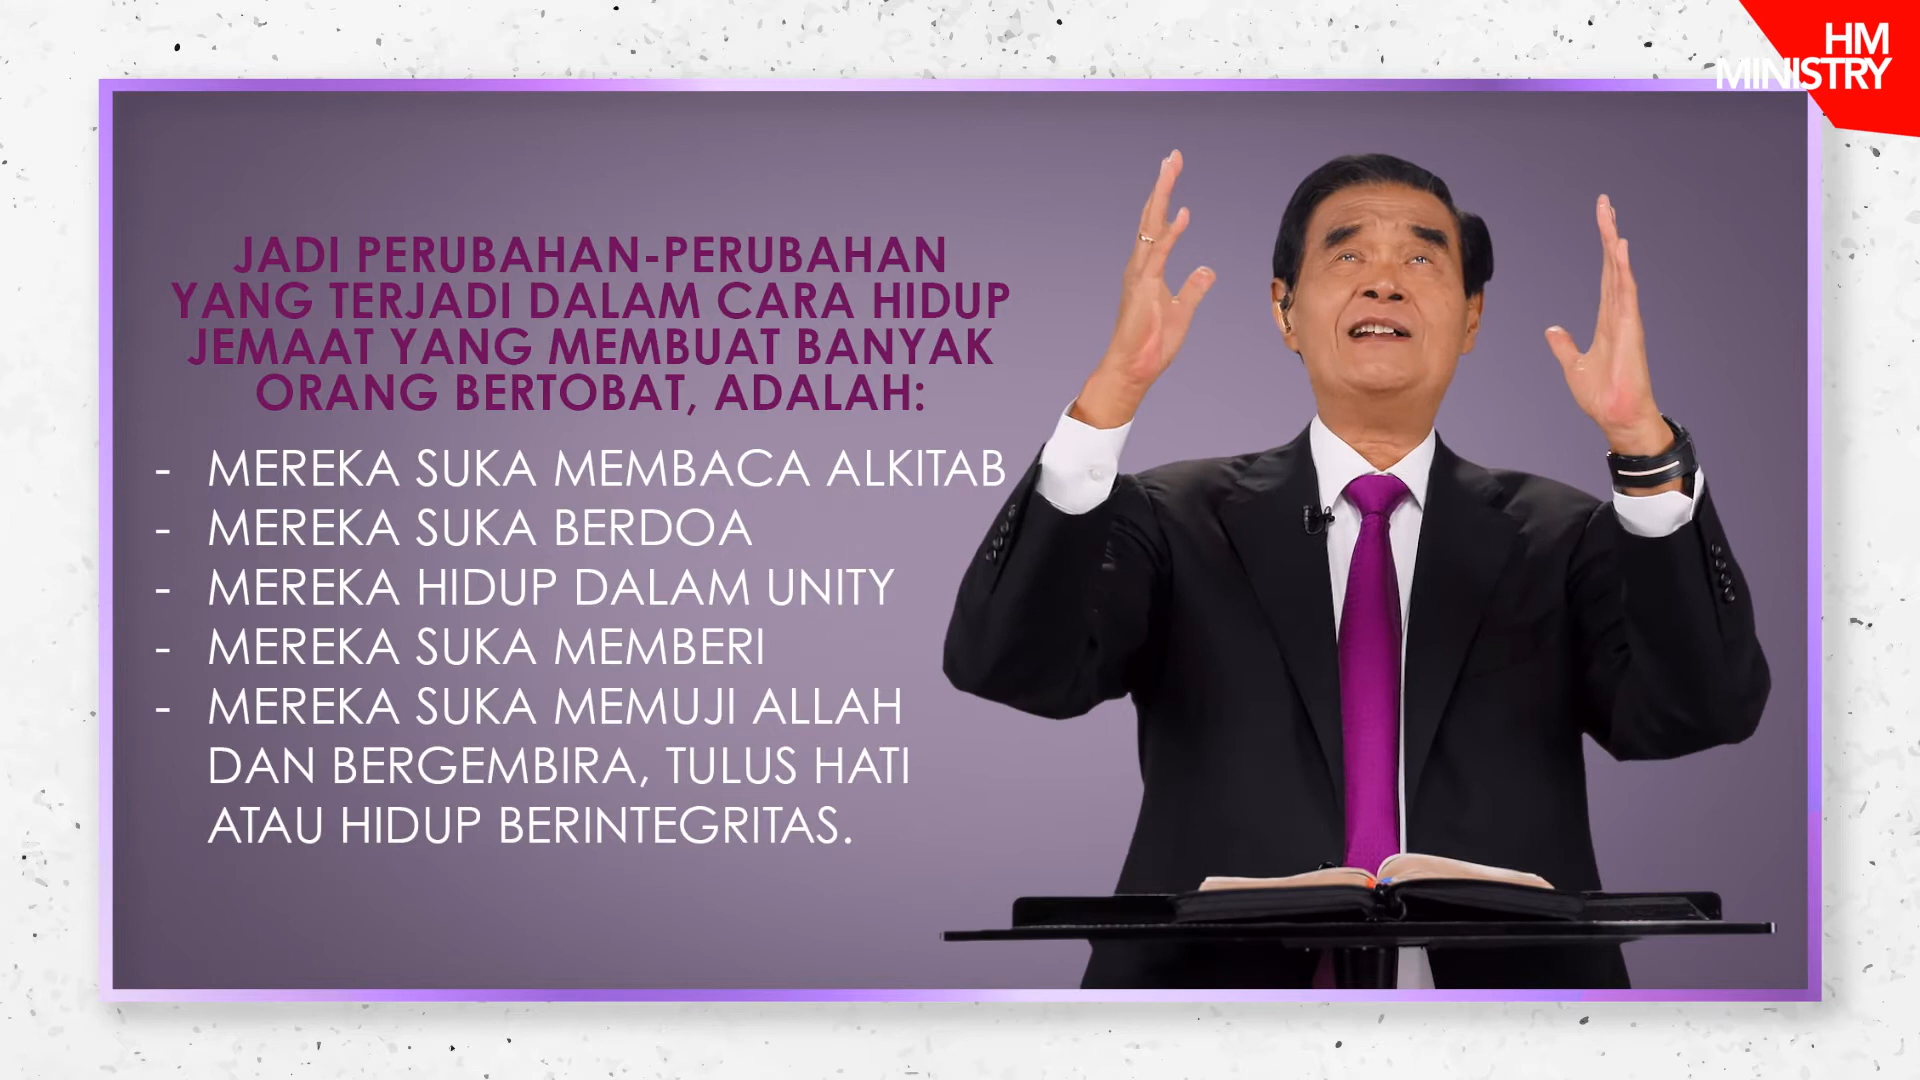 HM
MINISTRY
JADI PERUBAHAN-PERUBAHAN
YANG TERJADI DALAM CARA HIDUP
JEMAAT YANG MEMBUAT BANYAK
ORANG BERTOBAT, ADALAH:
- MEREKA SUKA MEMBACA ALKITAB
- MEREKA SUKA BERDOA
- MEREKA HIDUP DALAM UNITY
- MEREKA SUKA MEMBERI
- MEREKA SUKA MEMUJI ALLAH
DAN BERGEMBIRA, TULUS HATI
ATAU HIDUP BERINTEGRITAS.